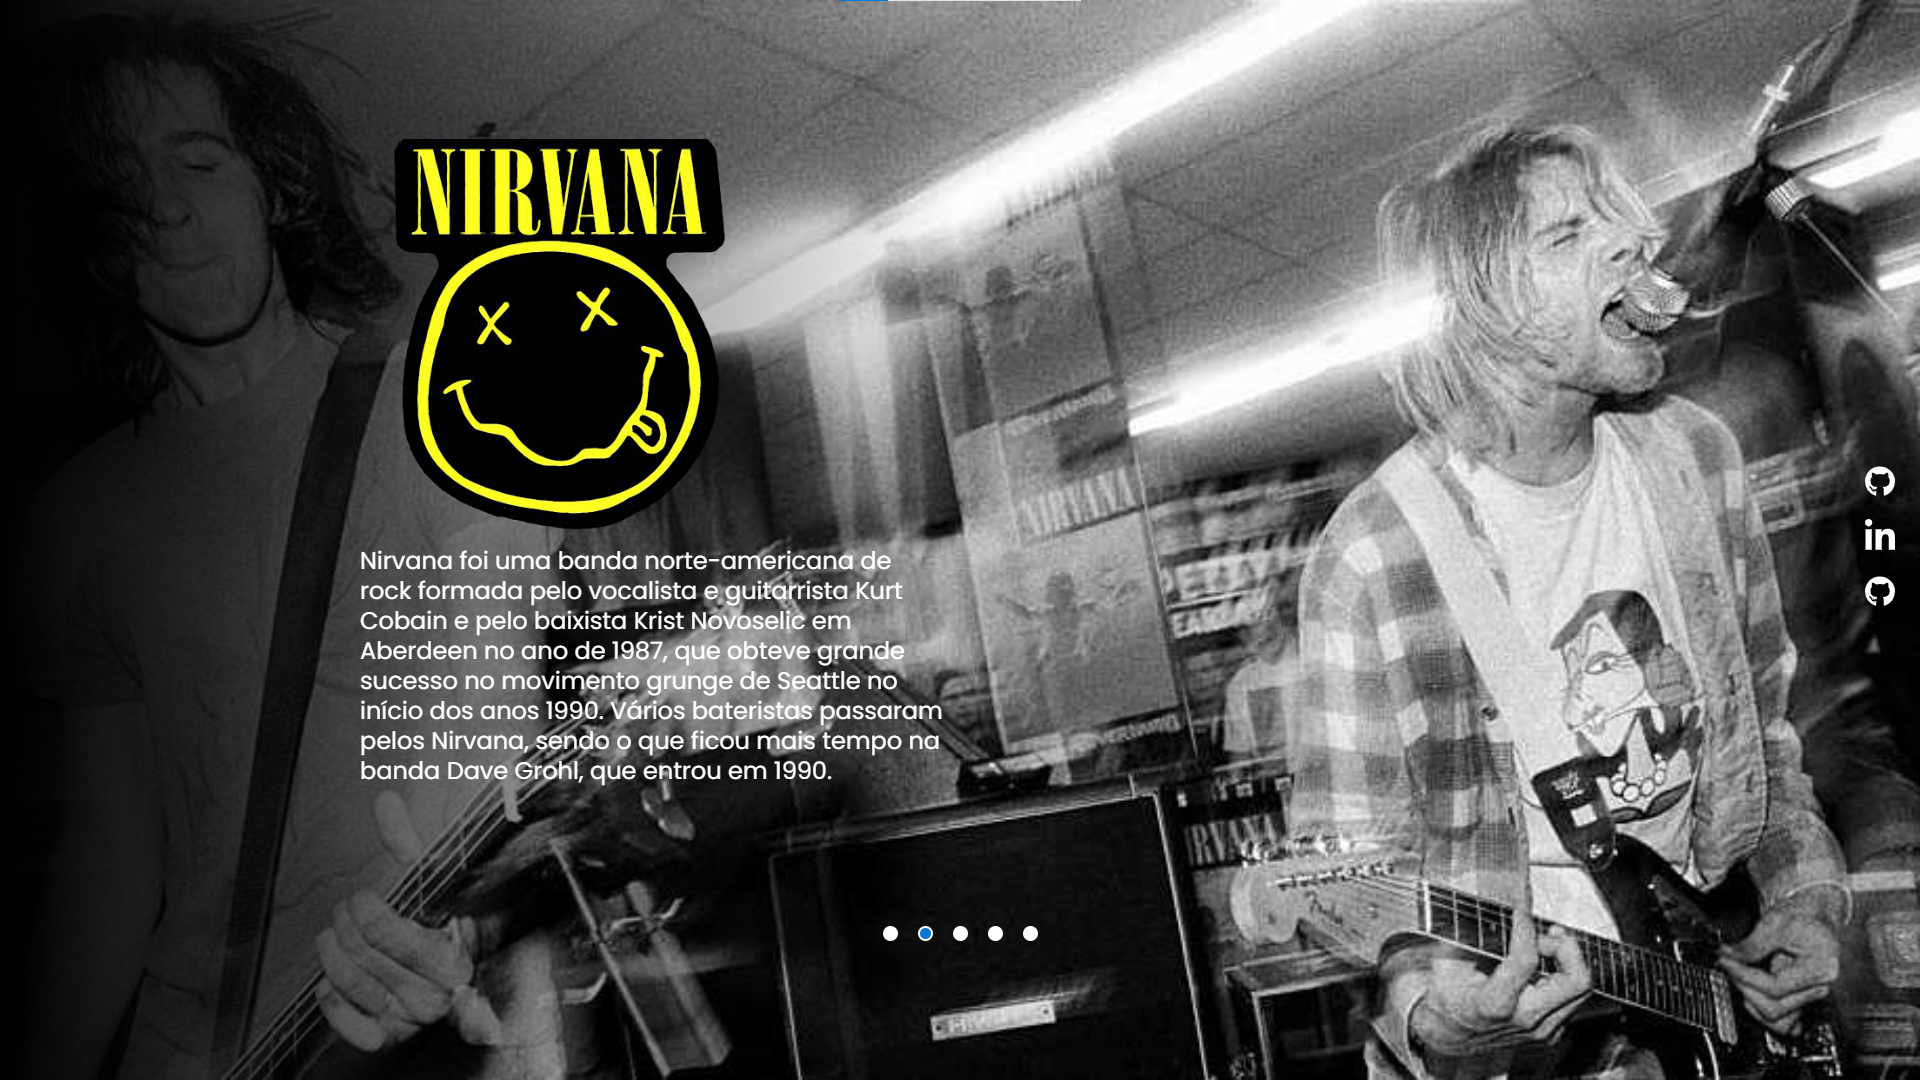 NIRVANA
Nirvana foi uma banda norte-americana de
rock formada pelo vocalista e guitarrista Kurt
Cobain e pelo baixista Krist Novoselic em
Aberdeen no ano de 1987, que obteve grande
sucesso no movimento grunge de Seattle no
início dos anos 1990. Vários bateristas passaram
pelos Nirvana, sendo o que ficou mais tempo na
banda Dave Grohl, que entrou em 1990.
NIRVANA
IRVANA
Fender
in